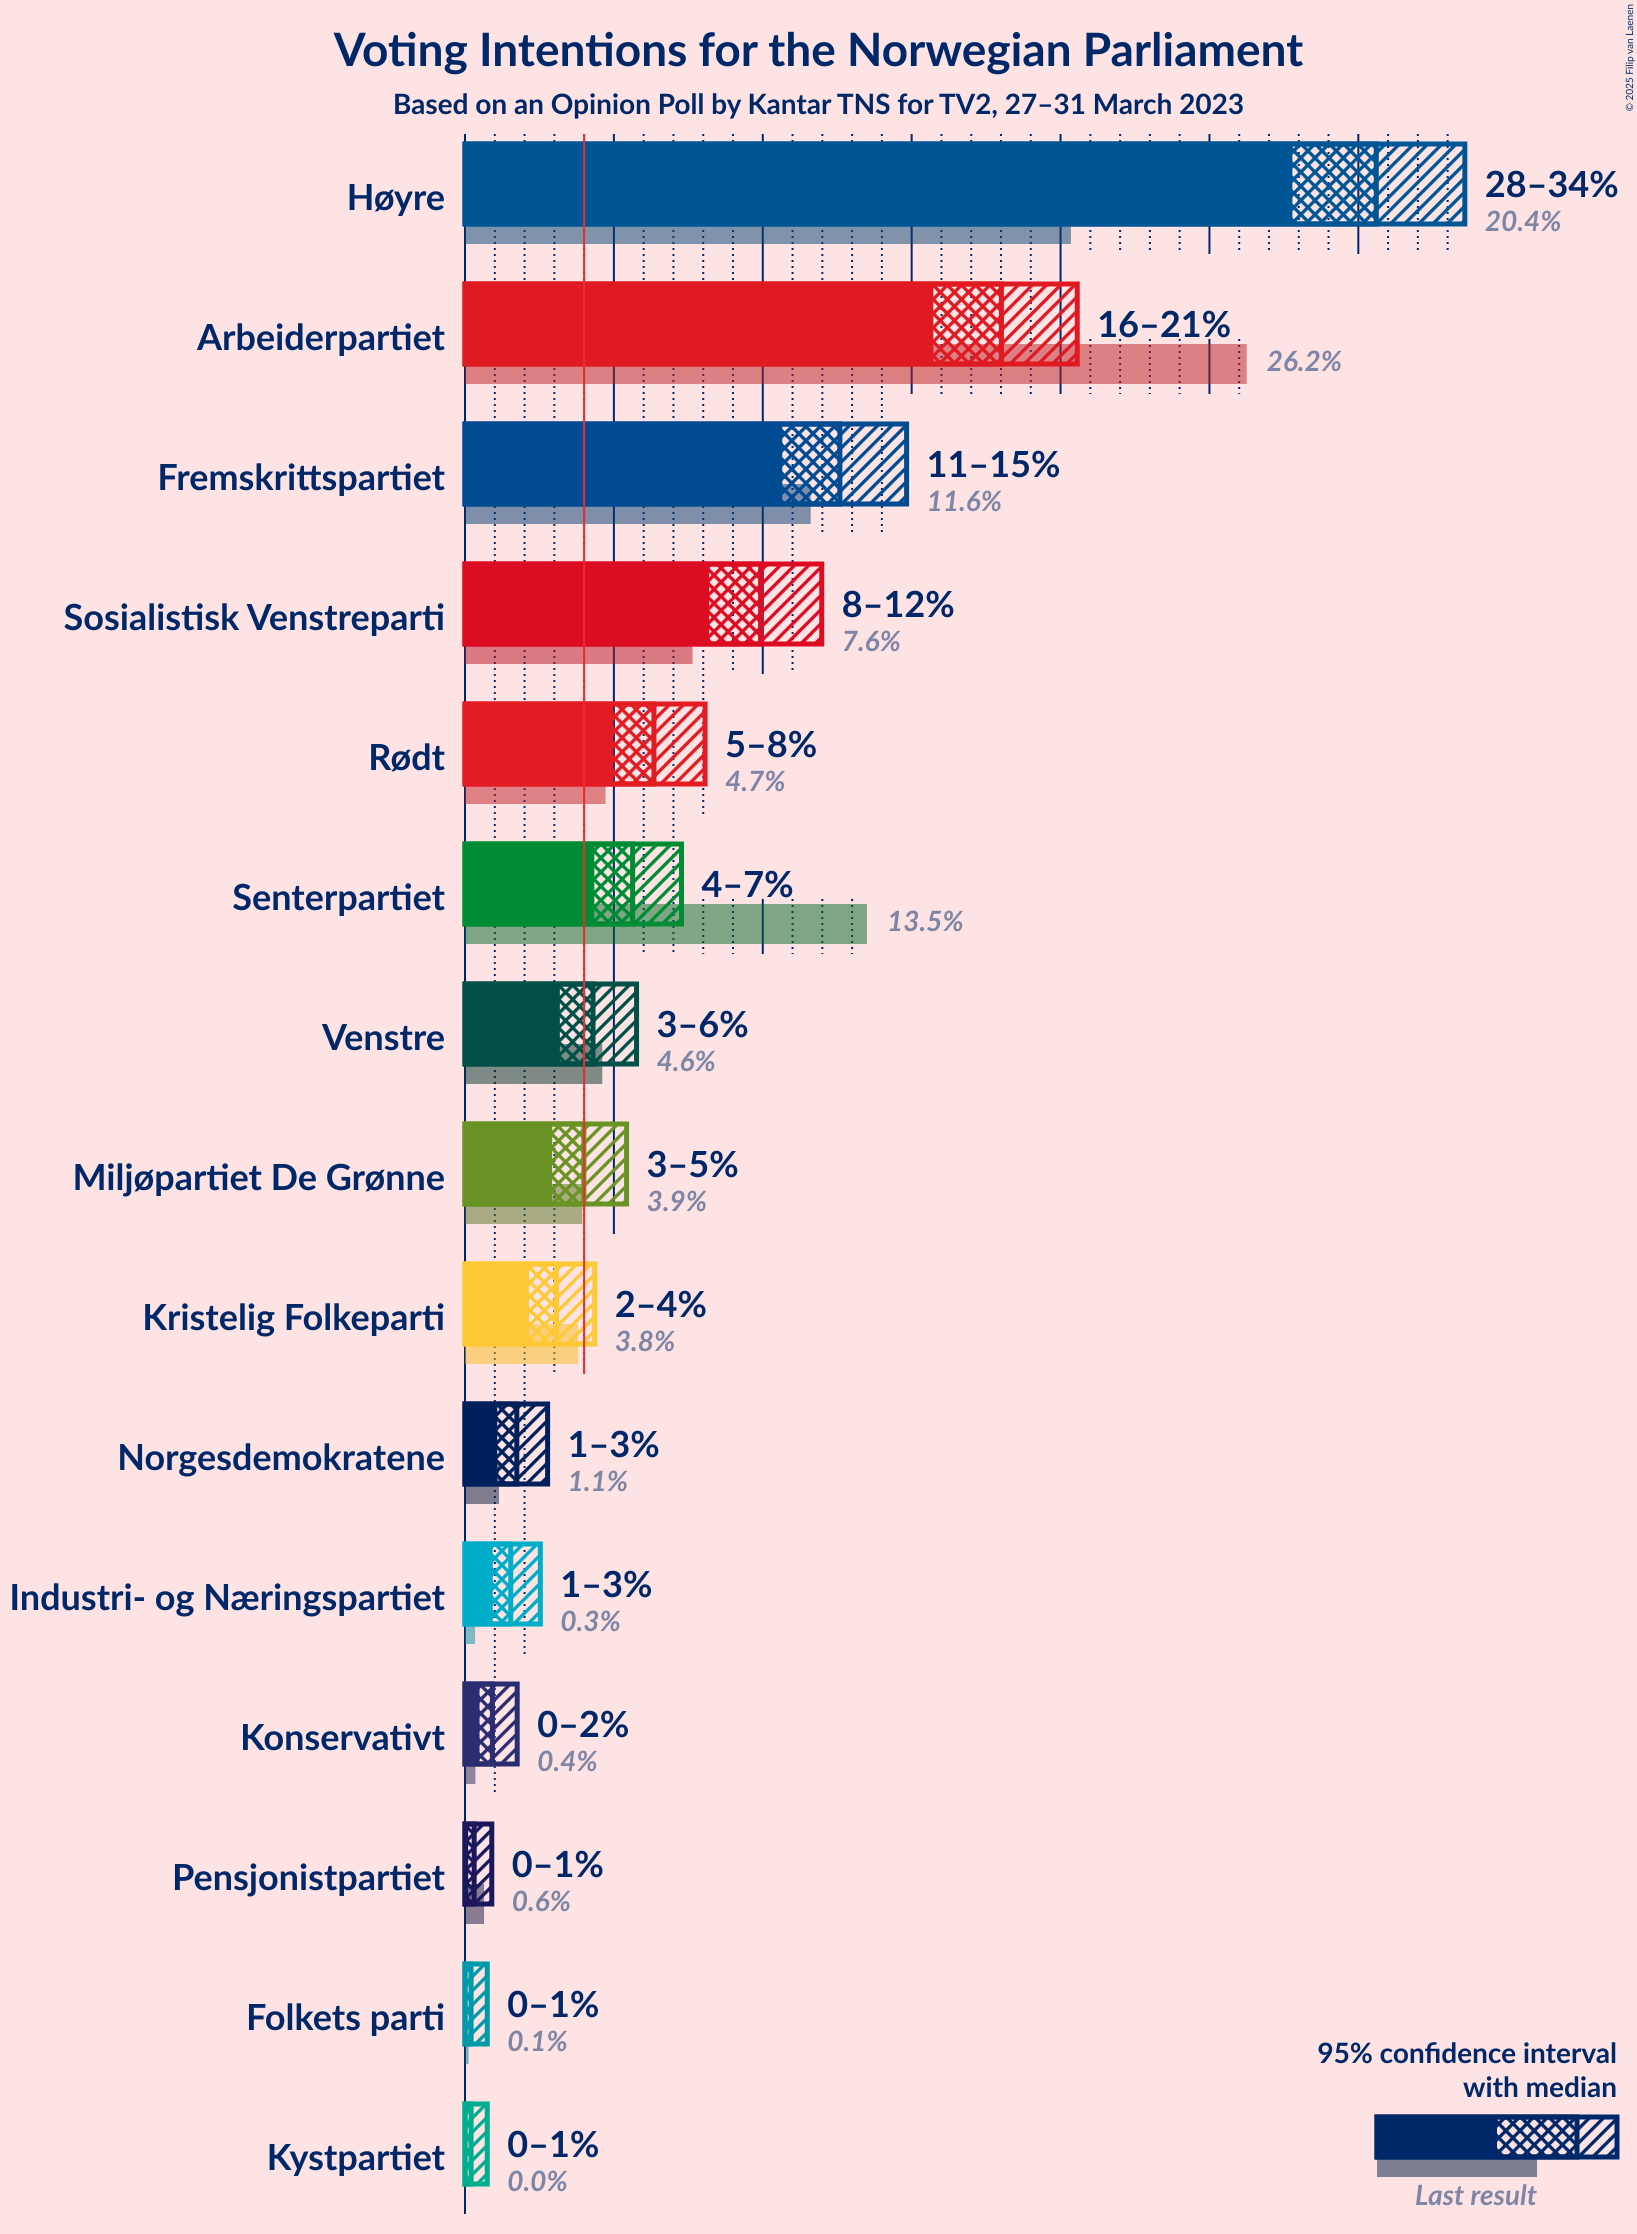 Voting Intentions for the Norwegian Parliament
Based on an Opinion Poll by Kantar TNS for TV2, 27–31 March 2023
© 2025 Filip van Laenen
Høyre
28–34%
20.4%
Arbeiderpartiet
16–21%
26.2%
Fremskrittspartiet
11–15%
11.6%
Sosialistisk Venstreparti
8–12%
7.6%
Rødt
5–8%
4.7%
Senterpartiet
4–7%
13.5%
Venstre
3–6%
4.6%
Miljøpartiet De Grønne
3–5%
3.9%
Kristelig Folkeparti
2–4%
3.8%
Norgesdemokratene
1–3%
1.1%
Industri- og Næringspartiet
1–3%
0.3%
Konservativt
0–2%
0.4%
Pensjonistpartiet
0–1%
0.6%
Folkets parti
0–1%
0.1%
Kystpartiet
0–1%
0.0%
95% confidence interval
with median
Last result